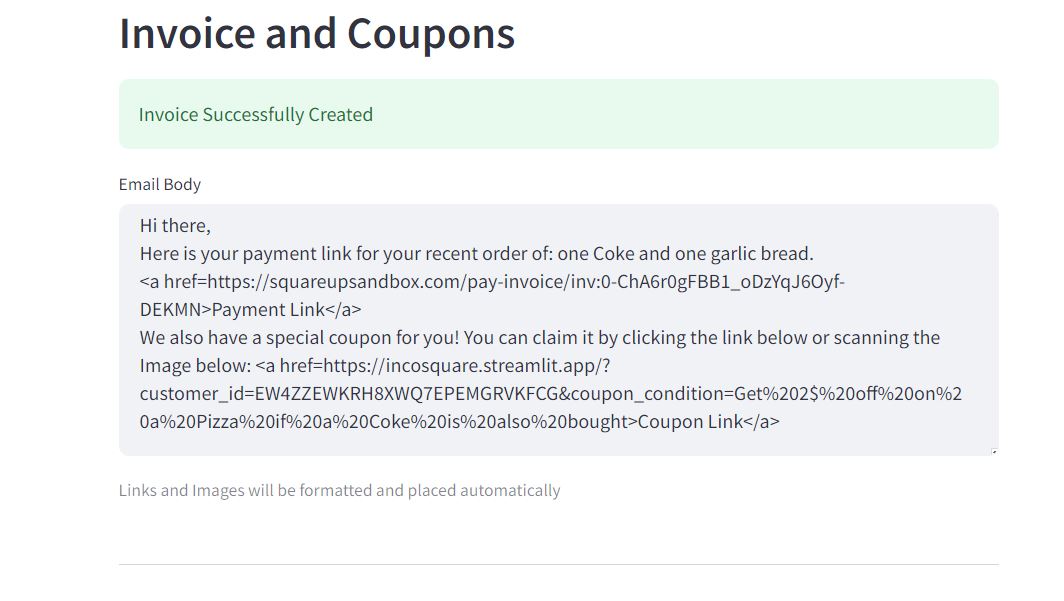 Invoice and Coupons
Invoice Successfully Created
Email Body
Hi there,
Here is your payment link for your recent order of: one Coke and one garlic bread.
<a href=https://squareupsandbox.com/pay-invoice/inv:0-ChA6r0gFBB1_oDzYqJ6Oyf-
DEKMN>Payment Link</a>
We also have a special coupon for you! You can claim it by clicking the link below or scanning the
Image below: <a href=https://incosquare.streamlit.app/?
customer_id=EW4ZZEWKRH8XWQ7EPEMGRVKFCG&coupon_condition=Get%202$%20off%20on%2
0a%20Pizza%20if%20a%20Coke%20is%20also%20bought>Coupon Link</a>
Links and Images will be formatted and placed automatically